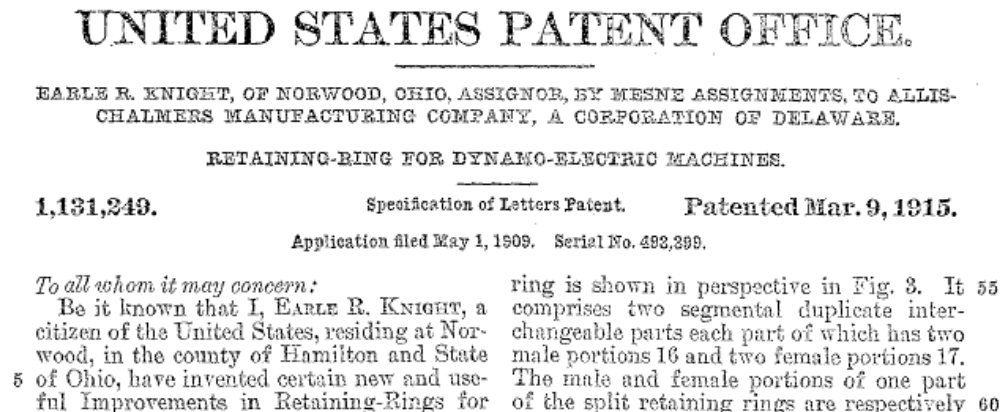 UNITED STATES PATENT OFFICE.
EARLE R. KNIGHT, OF NORWOOD, OHIO, ASSIGNOR, BY MESNE ASSIGNMENTS, TO ALLIS-
CHALMERS MANUFACTURING COMPANY, A CORPORATION OF DELAWARE.
RETAINING-RING FOR DYNAMO-ELECTRIC MACHINES.
1,131,249. Specification of Letters Patent. Patented Mar. 9, 1915.
Application filed May 1, 1909. Serial No. 493,399.
To all whom it may concern:
Be it known that I, EARLE R. KNIGHT, a
citizen of the United States, residing at Nor-
wood, in the county of Hamilton and State
5 of Ohio, have invented certain new and use-
ful Improvements in Retaining-Rings for
ring is shown in perspective in Fig. 3. It 55
comprises two segmental duplicate inter-
changeable parts each part of which has two
male portions 16 and two female portions 17.
The male and female portions of one part
of the split retaining rings are respectively 60